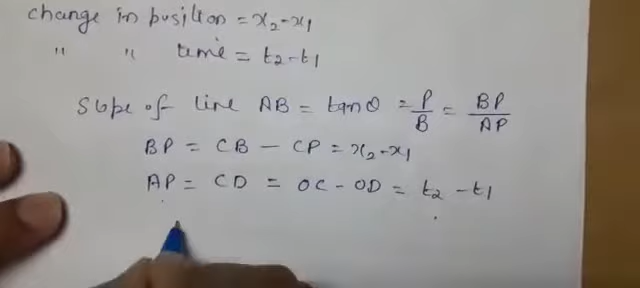 change in position = x₂-x₁
" " time = t₂-t₁
Slope of line AB = tanθ = P/B = BP/AP
BP = CB - CP = x₂-x₁
AP = CD = OC - OD = t₂ - t₁